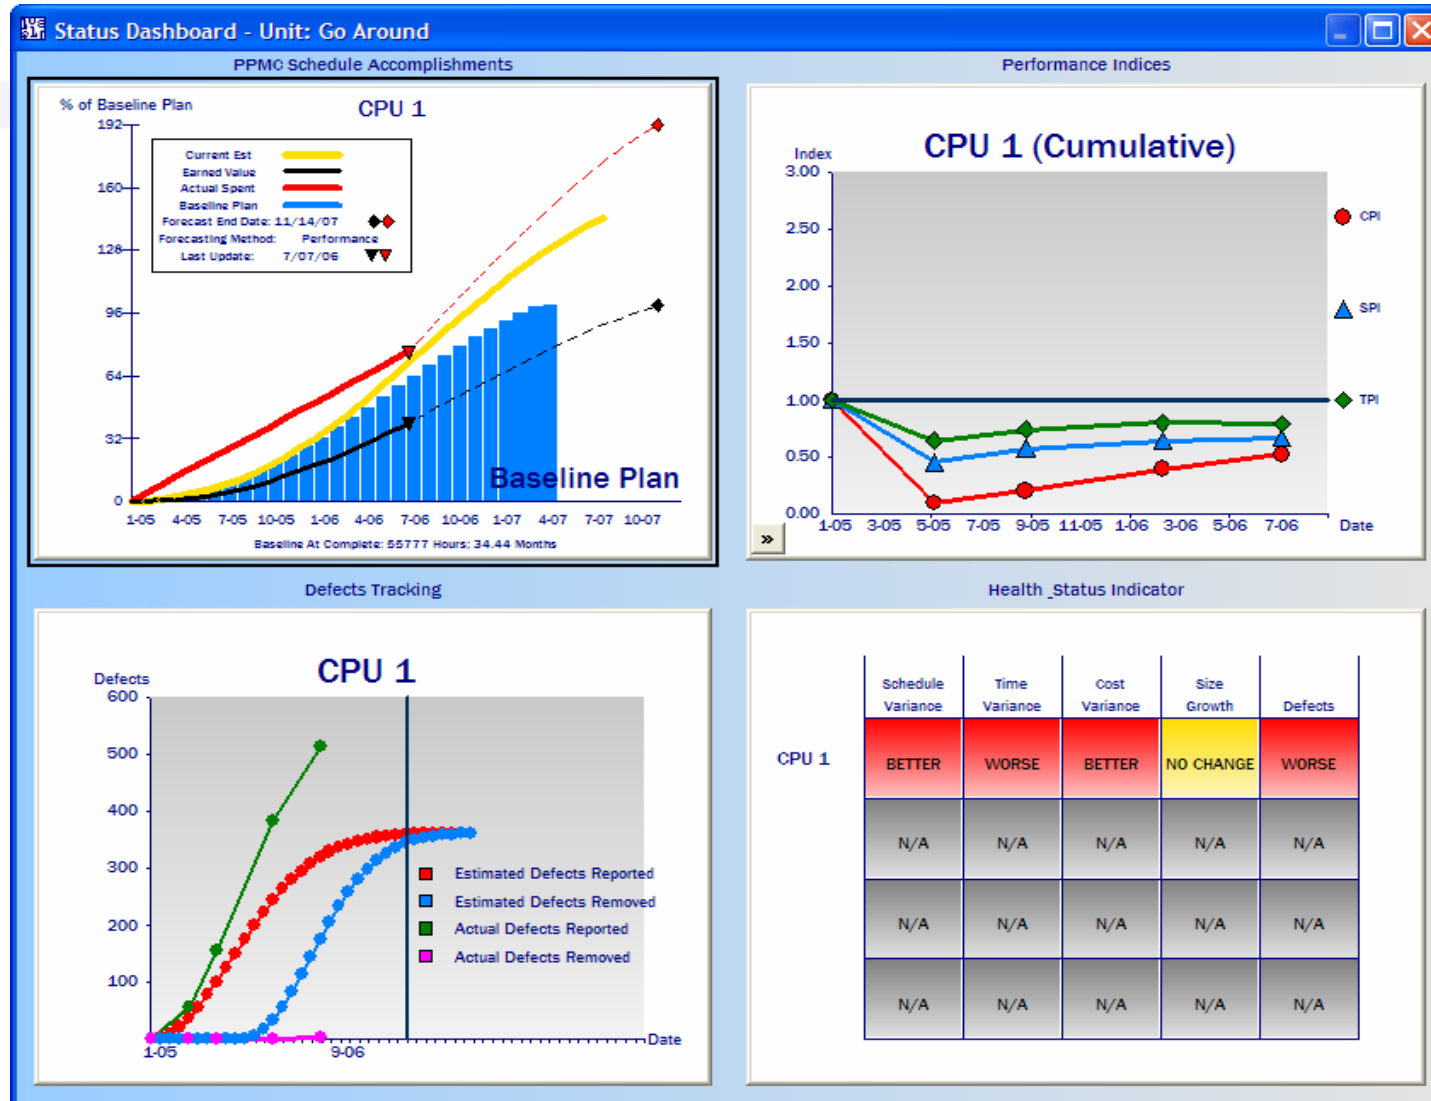 Status Dashboard - Unit: Go Around
PPMC Schedule Accomplishments
% of Baseline Plan
CPU 1
192
160
128
96
64
32
0
Current Est
Earned Value
Actual Spent
Baseline Plan
Forecast End Date: 11/14/07
Forecasting Method: Performance
Last Update: 7/07/06
Baseline Plan
1-05 4-05 7-05 10-05 1-06 4-06 7-06 10-06 1-07 4-07 7-07 10-07
Baseline At Complete: 55777 Hours; 34.44 Months
Performance Indices
CPU 1 (Cumulative)
Index
3.00
2.50
2.00
1.50
1.00
0.50
0.00
CPI
SPI
TPI
1-05 3-05 5-05 7-05 9-05 11-05 1-06 3-06 5-06 7-06 Date
»
Defects Tracking
CPU 1
Defects
600
500
400
300
200
100
Estimated Defects Reported
Estimated Defects Removed
Actual Defects Reported
Actual Defects Removed
1-05 9-06 Date
Health _Status Indicator
Schedule Variance Time Variance Cost Variance Size Growth Defects
CPU 1 BETTER WORSE BETTER NO CHANGE WORSE
N/A N/A N/A N/A N/A
N/A N/A N/A N/A N/A
N/A N/A N/A N/A N/A